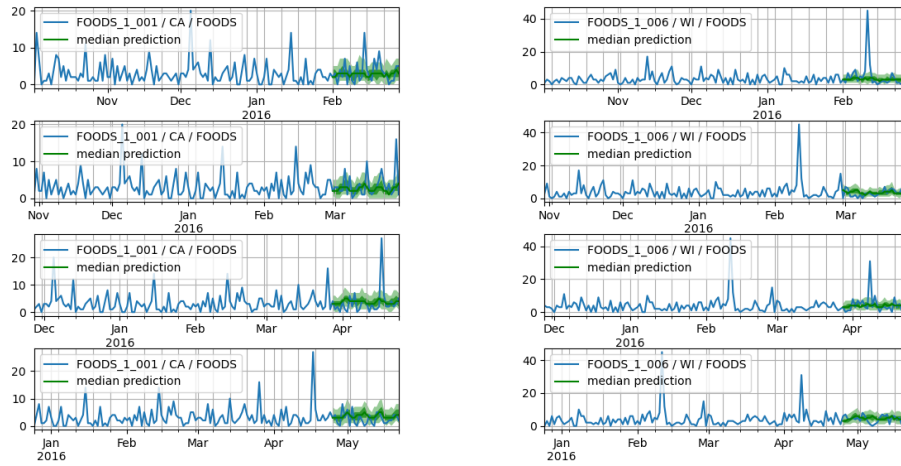 20
10
0
FOODS_1_001 / CA / FOODS
median prediction
Nov Dec Jan Feb
2016
40
20
0
FOODS_1_006 / WI / FOODS
median prediction
Nov Dec Jan Feb
2016
20
10
0
FOODS_1_001 / CA / FOODS
median prediction
Nov Dec Jan Feb Mar
2016
40
20
0
FOODS_1_006 / WI / FOODS
median prediction
Nov Dec Jan Feb Mar
2016
20
10
0
FOODS_1_001 / CA / FOODS
median prediction
Dec Jan Feb Mar Apr
2016
40
20
0
FOODS_1_006 / WI / FOODS
median prediction
Dec Jan Feb Mar Apr
2016
20
10
0
FOODS_1_001 / CA / FOODS
median prediction
Jan Feb Mar Apr May
2016
40
20
0
FOODS_1_006 / WI / FOODS
median prediction
Jan Feb Mar Apr May
2016